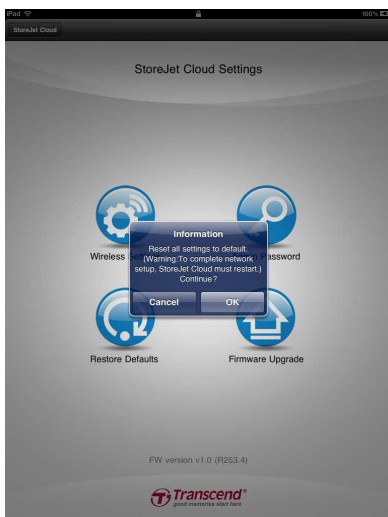 iPad
100%
StoreJet Cloud
StoreJet Cloud Settings
Information
Reset all settings to default.
(Warning:To complete network
setup, StoreJet Cloud must restart.)
Continue?
Cancel
OK
Wireless
Password
Restore Defaults
Firmware Upgrade
FW version v1.0 (R253.4)
Transcend®
good memories start here